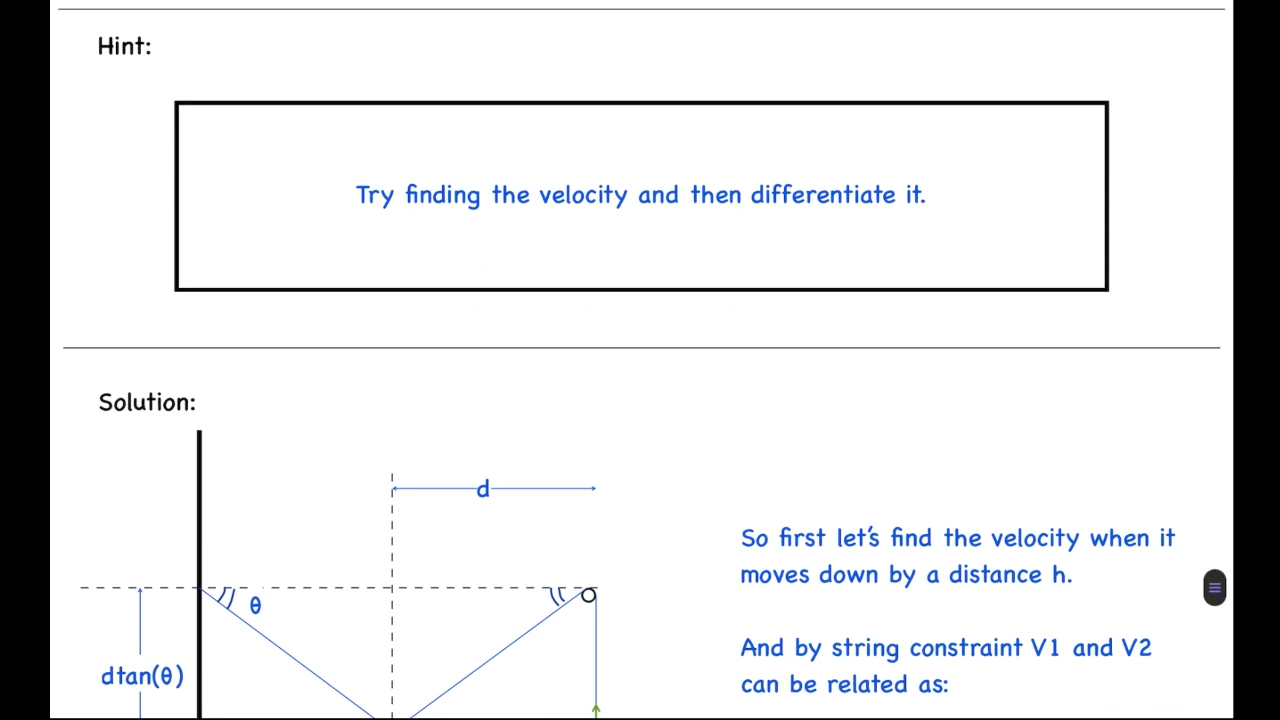 Hint:
Try finding the velocity and then differentiate it.
Solution:
d
So first let's find the velocity when it
moves down by a distance h.
θ
dtan(θ)
And by string constraint V1 and V2
can be related as: